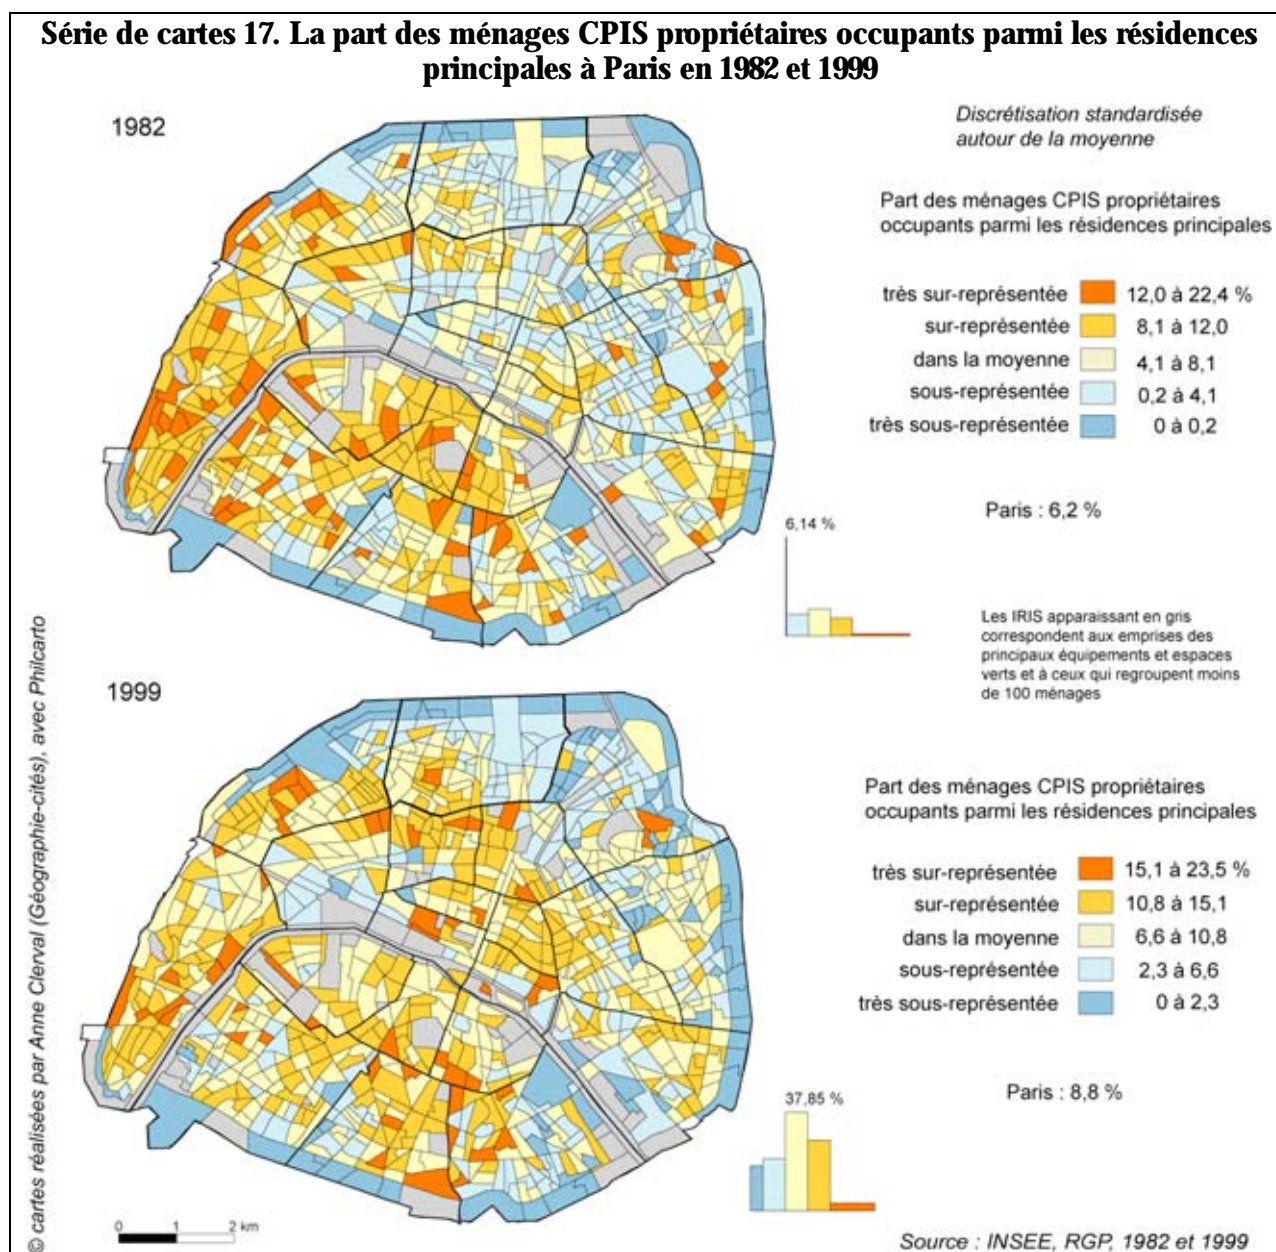 Série de cartes 17. La part des ménages CPIS propriétaires occupants parmi les résidences
principales à Paris en 1982 et 1999
1982
Discrétisation standardisée
autour de la moyenne
Part des ménages CPIS propriétaires
occupants parmi les résidences principales
très sur-représentée 12,0 à 22,4 %
sur-représentée 8,1 à 12,0
dans la moyenne 4,1 à 8,1
sous-représentée 0,2 à 4,1
très sous-représentée 0 à 0,2
Paris : 6,2 %
6,14 %
Les IRIS apparaissant en gris
correspondent aux emprises des
principaux équipements et espaces
verts et à ceux qui regroupent moins
de 100 ménages
1999
Part des ménages CPIS propriétaires
occupants parmi les résidences principales
très sur-représentée 15,1 à 23,5 %
sur-représentée 10,8 à 15,1
dans la moyenne 6,6 à 10,8
sous-représentée 2,3 à 6,6
très sous-représentée 0 à 2,3
Paris : 8,8 %
37,85 %
0 1 2 km
Source : INSEE, RGP, 1982 et 1999
© cartes réalisées par Anne Clerval (Géographie-cités), avec Philcarto